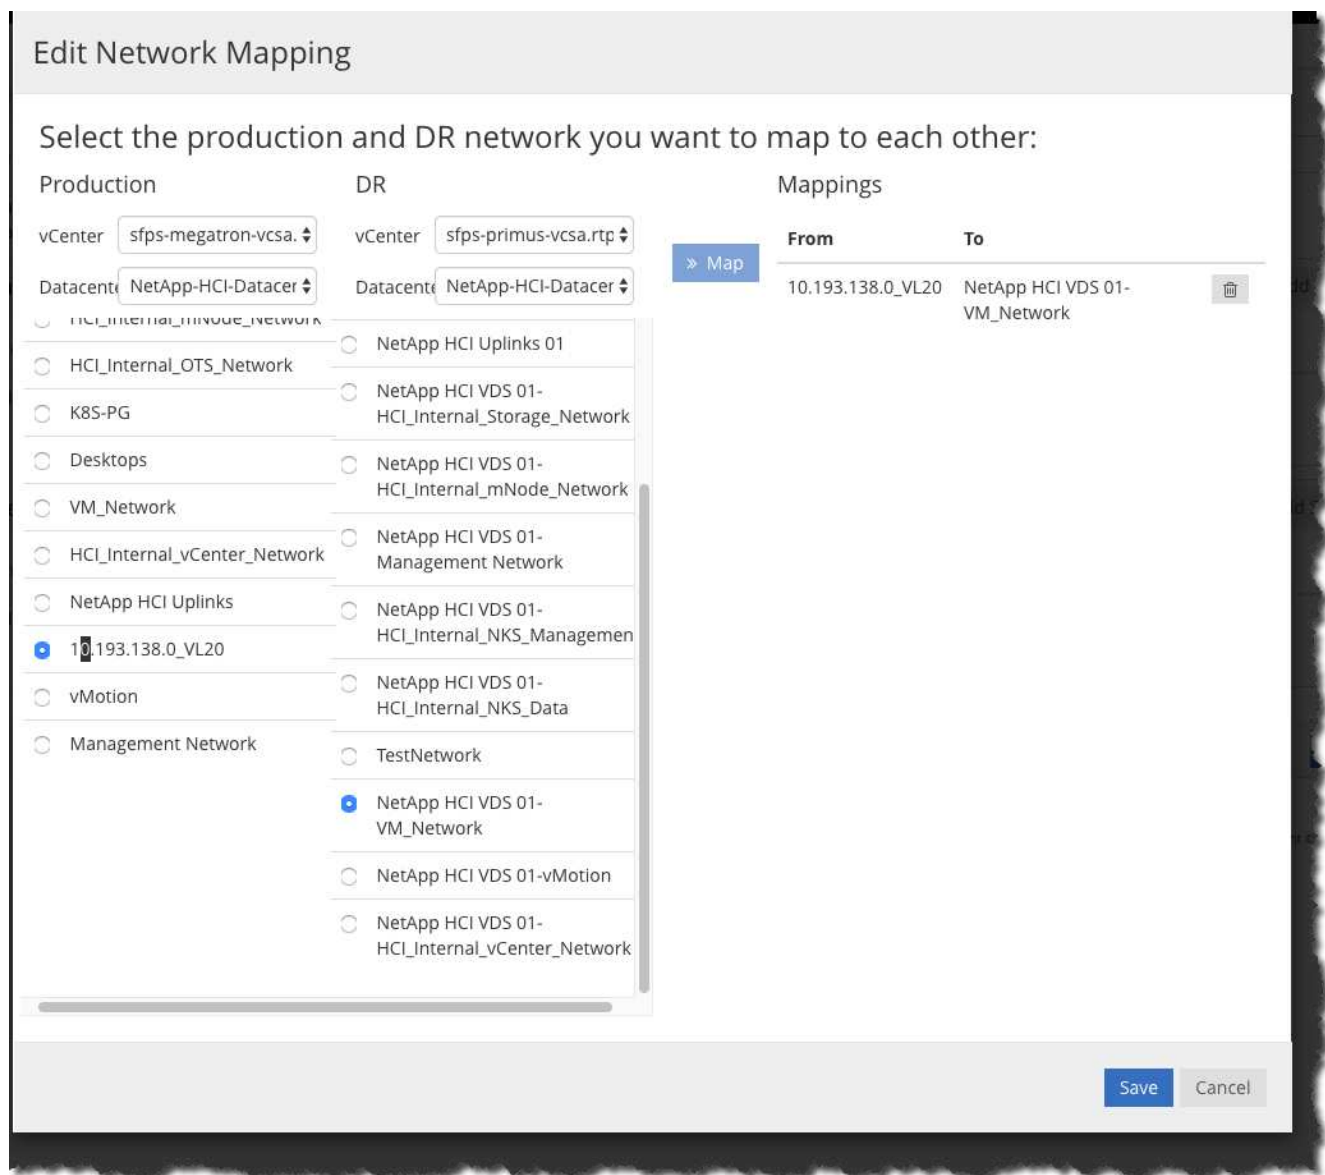 Edit Network Mapping
Select the production and DR network you want to map to each other:
Production
vCenter sfps-megatron-vcsa.
Datacente NetApp-HCI-Datacer
HCI_Internal_mNode_Network
HCI_Internal_OTS_Network
K8S-PG
Desktops
VM_Network
HCI_Internal_vCenter_Network
NetApp HCI Uplinks
10.193.138.0_VL20
vMotion
Management Network
DR
vCenter sfps-primus-vcsa.rtp
Datacente NetApp-HCI-Datacer
NetApp HCI Uplinks 01
NetApp HCI VDS 01-
HCI_Internal_Storage_Network
NetApp HCI VDS 01-
HCI_Internal_mNode_Network
NetApp HCI VDS 01-
Management Network
NetApp HCI VDS 01-
HCI_Internal_NKS_Managemen
NetApp HCI VDS 01-
HCI_Internal_NKS_Data
TestNetwork
NetApp HCI VDS 01-
VM_Network
NetApp HCI VDS 01-vMotion
NetApp HCI VDS 01-
HCI_Internal_vCenter_Network
» Map
Mappings
From To
10.193.138.0_VL20 NetApp HCI VDS 01-
VM_Network
Save Cancel